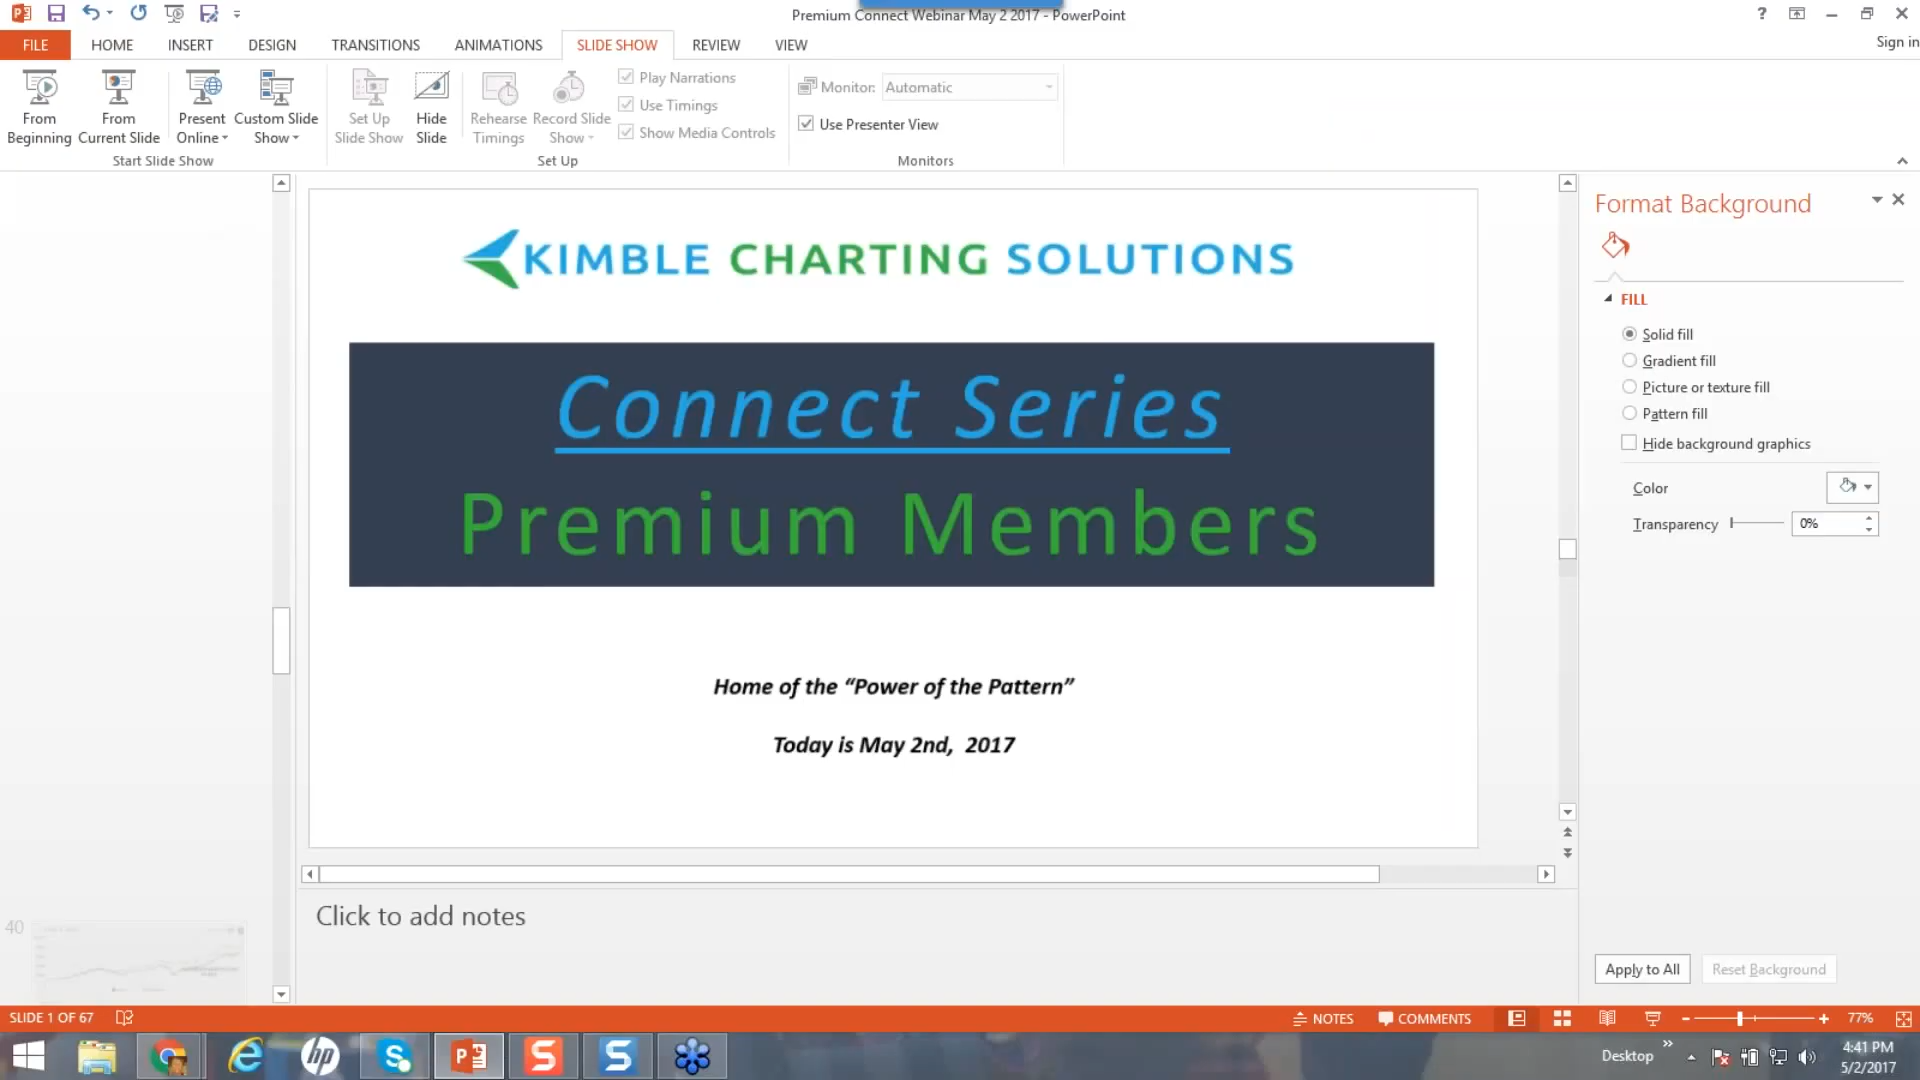 Premium Connect Webinar May 2 2017 - PowerPoint
?
FILE
HOME
INSERT
DESIGN
TRANSITIONS
ANIMATIONS
SLIDE SHOW
REVIEW
VIEW
Sign in
From Beginning
From Current Slide
Present Online
Custom Slide Show
Set Up Slide Show
Hide Slide
Rehearse Timings
Record Slide Show
Play Narrations
Use Timings
Show Media Controls
Monitor: Automatic
Use Presenter View
Start Slide Show
Set Up
Monitors
KIMBLE CHARTING SOLUTIONS
Connect Series
Premium Members
Home of the “Power of the Pattern”
Today is May 2nd, 2017
Format Background
FILL
Solid fill
Gradient fill
Picture or texture fill
Pattern fill
Hide background graphics
Color
Transparency 0%
Apply to All
Reset Background
40
Click to add notes
SLIDE 1 OF 67
NOTES
COMMENTS
77%
Desktop
4:41 PM
5/2/2017